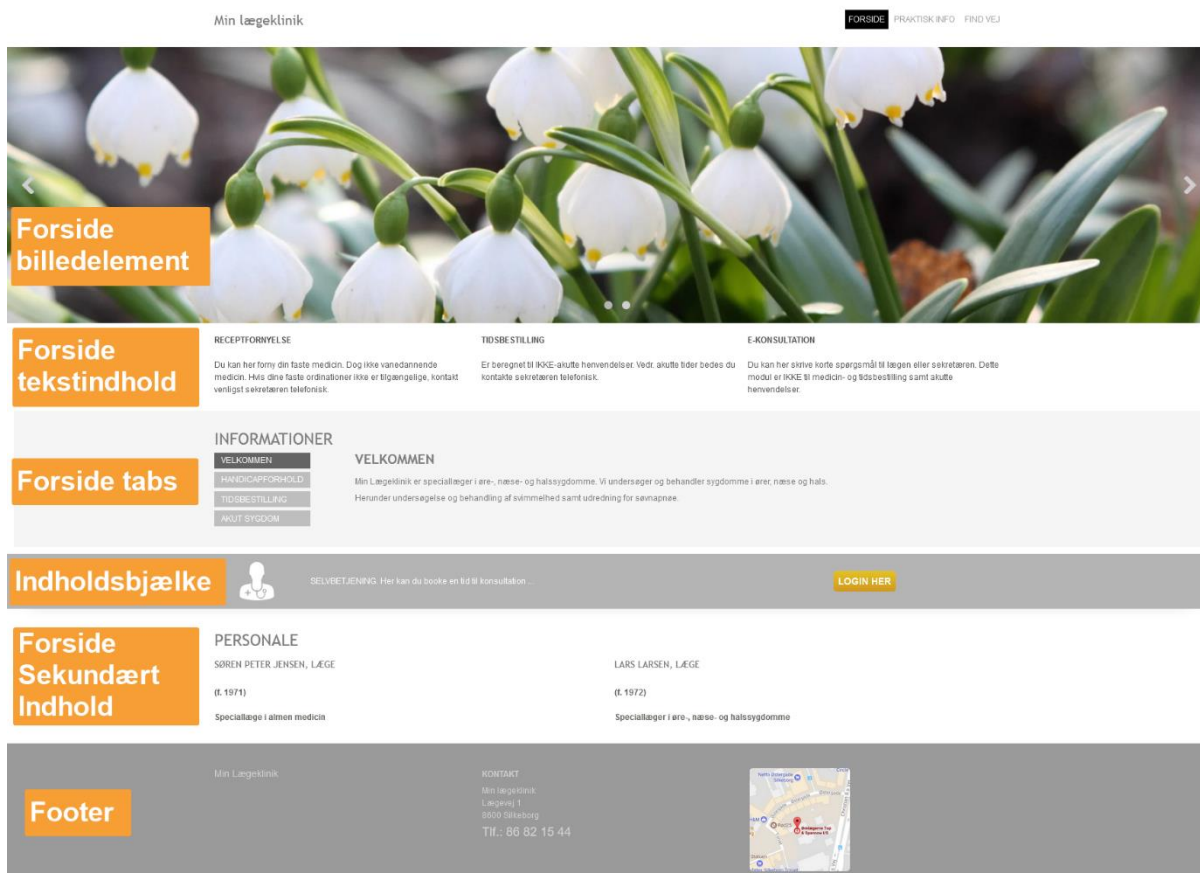 Min lægeklinik
FORSIDE PRAKTISK INFO FIND VEJ
Forside
billedelement
Forside
tekstindhold
RECEPTFORNYELSE
Du kan her forny din faste medicin. Dog ikke vanedannende
medicin. Hvis dine faste ordinationer ikke er tilgængelige, kontakt
venligst sekretæren telefonisk.
TIDSBESTILLING
Er beregnet til IKKE-akutte henvendelser. Vedr. akutte tider bedes du
kontakte sekretæren telefonisk.
E-KONSULTATION
Du kan her skrive korte spørgsmål til lægen eller sekretæren. Dette
modul er IKKE til medicin- og tidsbestilling samt akutte
henvendelser.
Forside tabs
INFORMATIONER
VELKOMMEN
HANDICAPFORHOLD
TIDSBESTILLING
AKUT SYGDOM
VELKOMMEN
Min Lægeklinik er speciallæger i øre-, næse- og halssygdomme. Vi undersøger og behandler sygdomme i ører, næse og hals.
Herunder undersøgelse og behandling af svimmelhed samt udredning for søvnapnøe.
Indholdsbjælke
SELVBETJENING. Her kan du booke en tid til konsultation ...
LOGIN HER
Forside
Sekundært
Indhold
PERSONALE
SØREN PETER JENSEN, LÆGE
(f. 1971)
Speciallæge i almen medicin
LARS LARSEN, LÆGE
(f. 1972)
Speciallæger i øre-, næse- og halssygdomme
Footer
Min Lægeklinik
KONTAKT
Min lægeklinik
Lægevej 1
8600 Silkeborg
Tlf.: 86 82 15 44